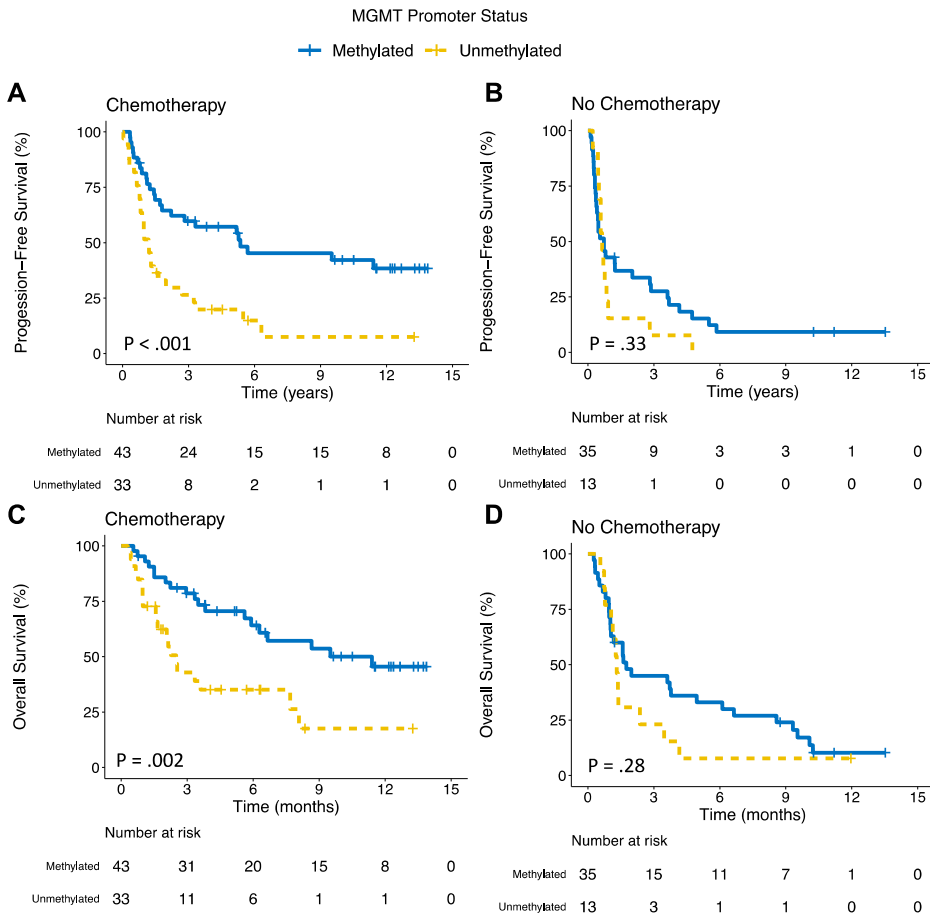 MGMT Promoter Status
Methylated Unmethylated
A
Chemotherapy
Progession–Free Survival (%)
100
75
50
25
0
P < .001
0 3 6 9 12 15
Time (years)
Number at risk
Methylated 43 24 15 15 8 0
Unmethylated 33 8 2 1 1 0
B
No Chemotherapy
Progession–Free Survival (%)
100
75
50
25
0
P = .33
0 3 6 9 12 15
Time (years)
Number at risk
Methylated 35 9 3 3 1 0
Unmethylated 13 1 0 0 0 0
C
Chemotherapy
Overall Survival (%)
100
75
50
25
0
P = .002
0 3 6 9 12 15
Time (months)
Number at risk
Methylated 43 31 20 15 8 0
Unmethylated 33 11 6 1 1 0
D
No Chemotherapy
Overall Survival (%)
100
75
50
25
0
P = .28
0 3 6 9 12 15
Time (months)
Number at risk
Methylated 35 15 11 7 1 0
Unmethylated 13 3 1 1 0 0